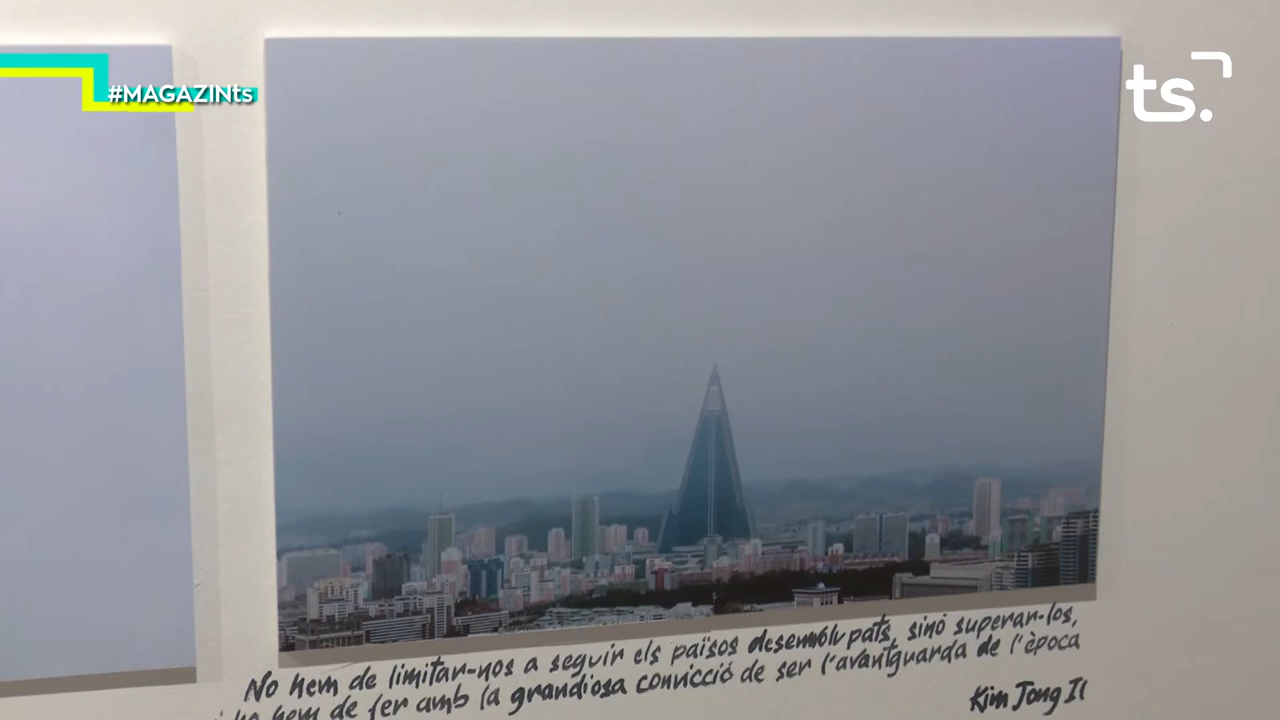 #MAGAZINts
ts.
No hem de limitar-nos a seguir els països desenvolupats, sinó superar-los,
i ho hem de fer amb la grandiosa convicció de ser l'avantguarda de l'època
Kim Jong Il